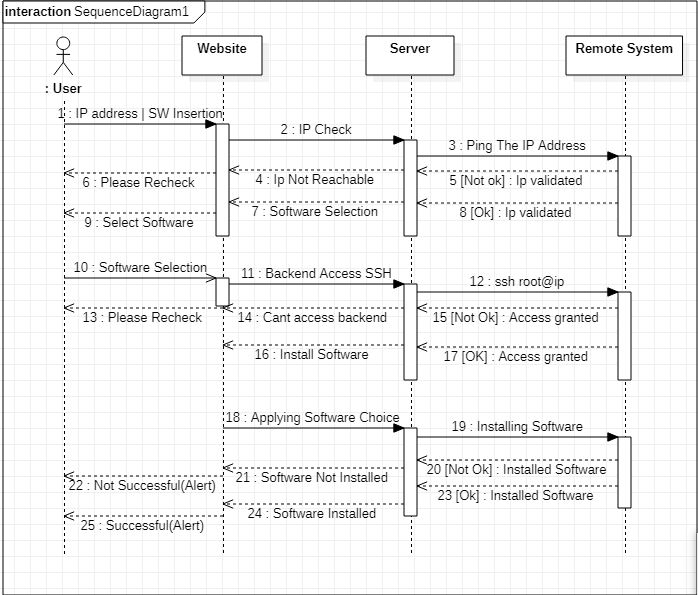 interaction SequenceDiagram1
Website
Server
Remote System
: User
1 : IP address | SW Insertion
2 : IP Check
3 : Ping The IP Address
4 : Ip Not Reachable
5 [Not ok] : Ip validated
6 : Please Recheck
7 : Software Selection
8 [Ok] : Ip validated
9 : Select Software
10 : Software Selection
11 : Backend Access SSH
12 : ssh root@ip
13 : Please Recheck
14 : Cant access backend
15 [Not Ok] : Access granted
16 : Install Software
17 [OK] : Access granted
18 : Applying Software Choice
19 : Installing Software
20 [Not Ok] : Installed Software
21 : Software Not Installed
22 : Not Successful(Alert)
23 [Ok] : Installed Software
24 : Software Installed
25 : Successful(Alert)